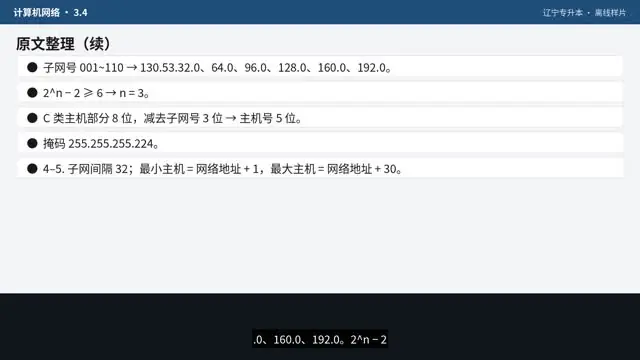 计算机网络 · 3.4
辽宁专升本 · 离线样片
原文整理（续）
● 子网号 001~110 → 130.53.32.0、64.0、96.0、128.0、160.0、192.0。
● 2^n − 2 ⩾ 6 → n = 3。
● C 类主机部分 8 位，减去子网号 3 位 → 主机号 5 位。
● 掩码 255.255.255.224。
● 4–5. 子网间隔 32；最小主机 = 网络地址 + 1，最大主机 = 网络地址 + 30。
.0、160.0、192.0。2^n − 2